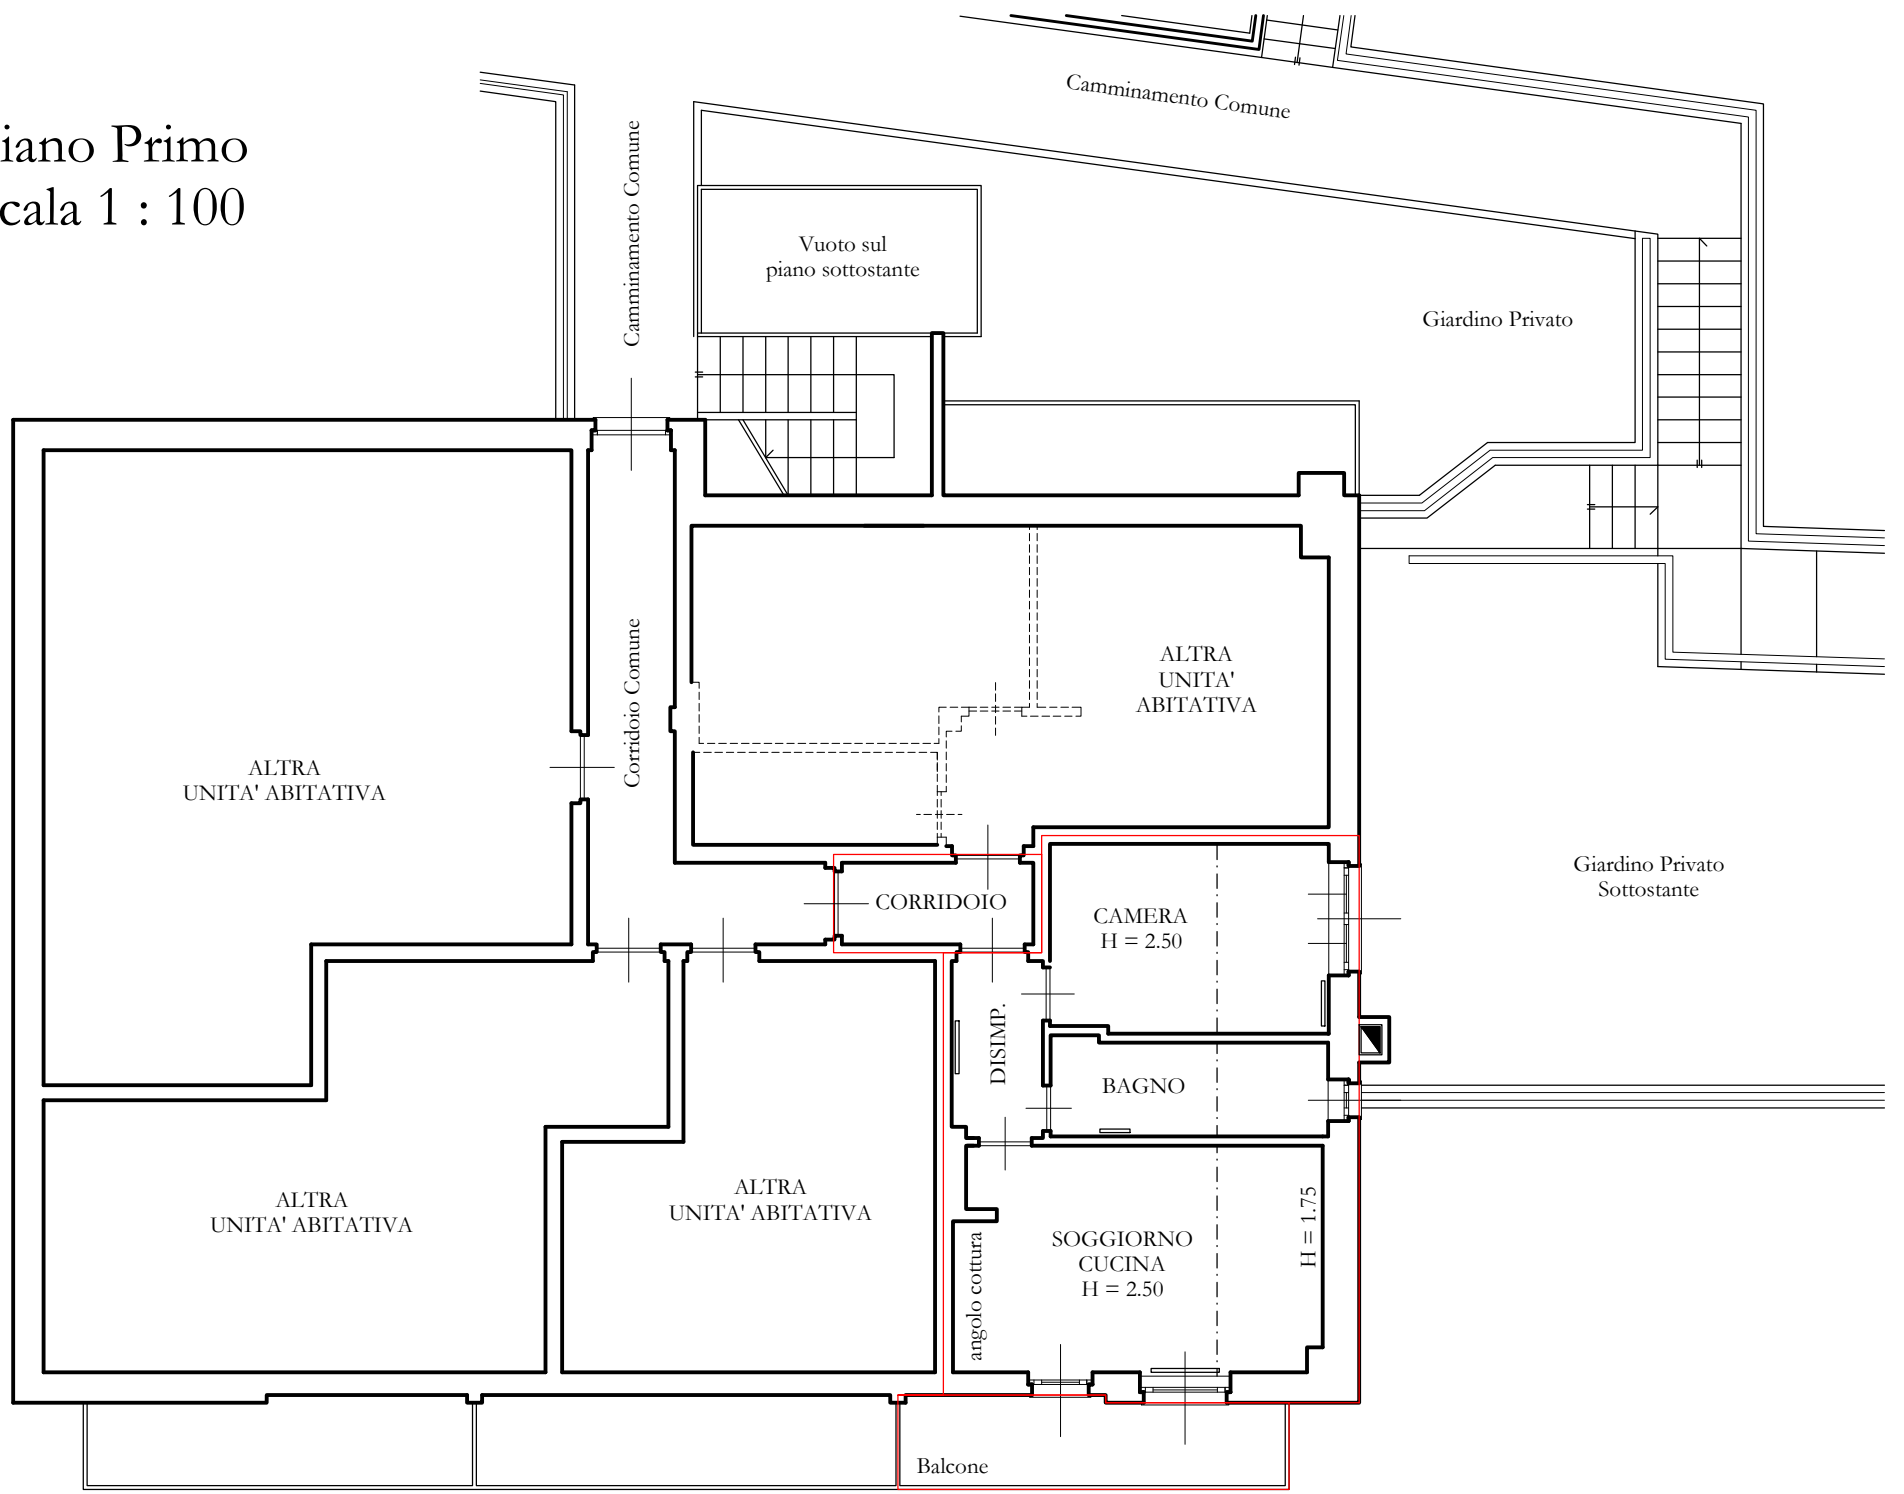 iano Primo
cala 1 : 100
Camminamento Comune
Camminamento Comune
Vuoto sul
piano sottostante
Giardino Privato
Corridoio Comune
ALTRA
UNITA' ABITATIVA
ALTRA
UNITA'
ABITATIVA
Giardino Privato
Sottostante
CORRIDOIO
CAMERA
H = 2.50
DISIMP.
BAGNO
ALTRA
UNITA' ABITATIVA
ALTRA
UNITA' ABITATIVA
angolo cottura
SOGGIORNO
CUCINA
H = 2.50
H = 1.75
Balcone